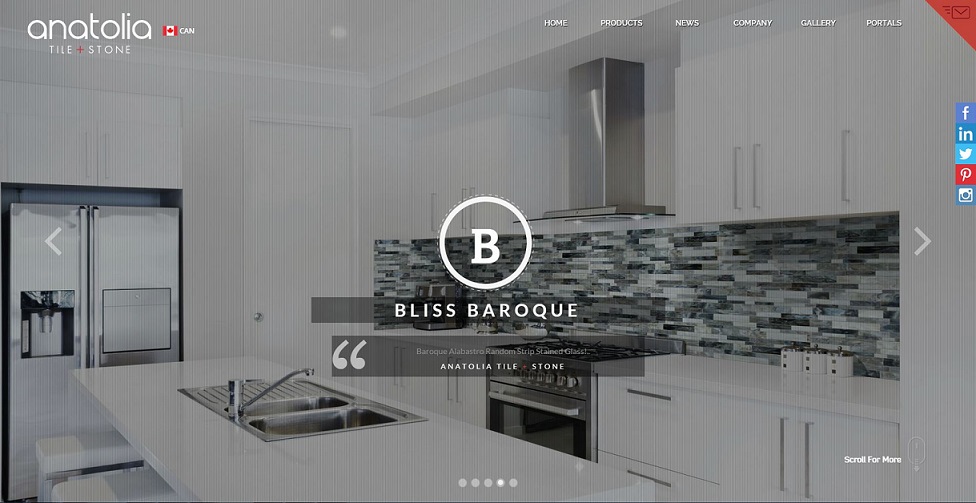 anatolia
TILE + STONE
CAN
HOME PRODUCTS NEWS COMPANY GALLERY PORTALS
f
in
B
BLISS BAROQUE
“
Baroque Alabastro Random Strip Stained Glass!..
ANATOLIA TILE + STONE
Scroll For More